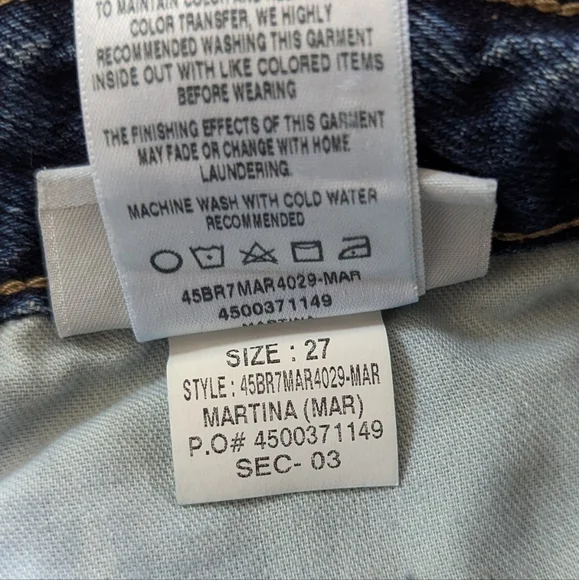 TO MAINTAIN COLOR AND
COLOR TRANSFER, WE HIGHLY
RECOMMENDED WASHING THIS GARMENT
INSIDE OUT WITH LIKE COLORED ITEMS
BEFORE WEARING
THE FINISHING EFFECTS OF THIS GARMENT
MAY FADE OR CHANGE WITH HOME
LAUNDERING.
MACHINE WASH WITH COLD WATER
RECOMMENDED
45BR7MAR4029-MAR
4500371149
MARTINA
SIZE : 27
STYLE : 45BR7MAR4029-MAR
MARTINA (MAR)
P.O# 4500371149
SEC- 03